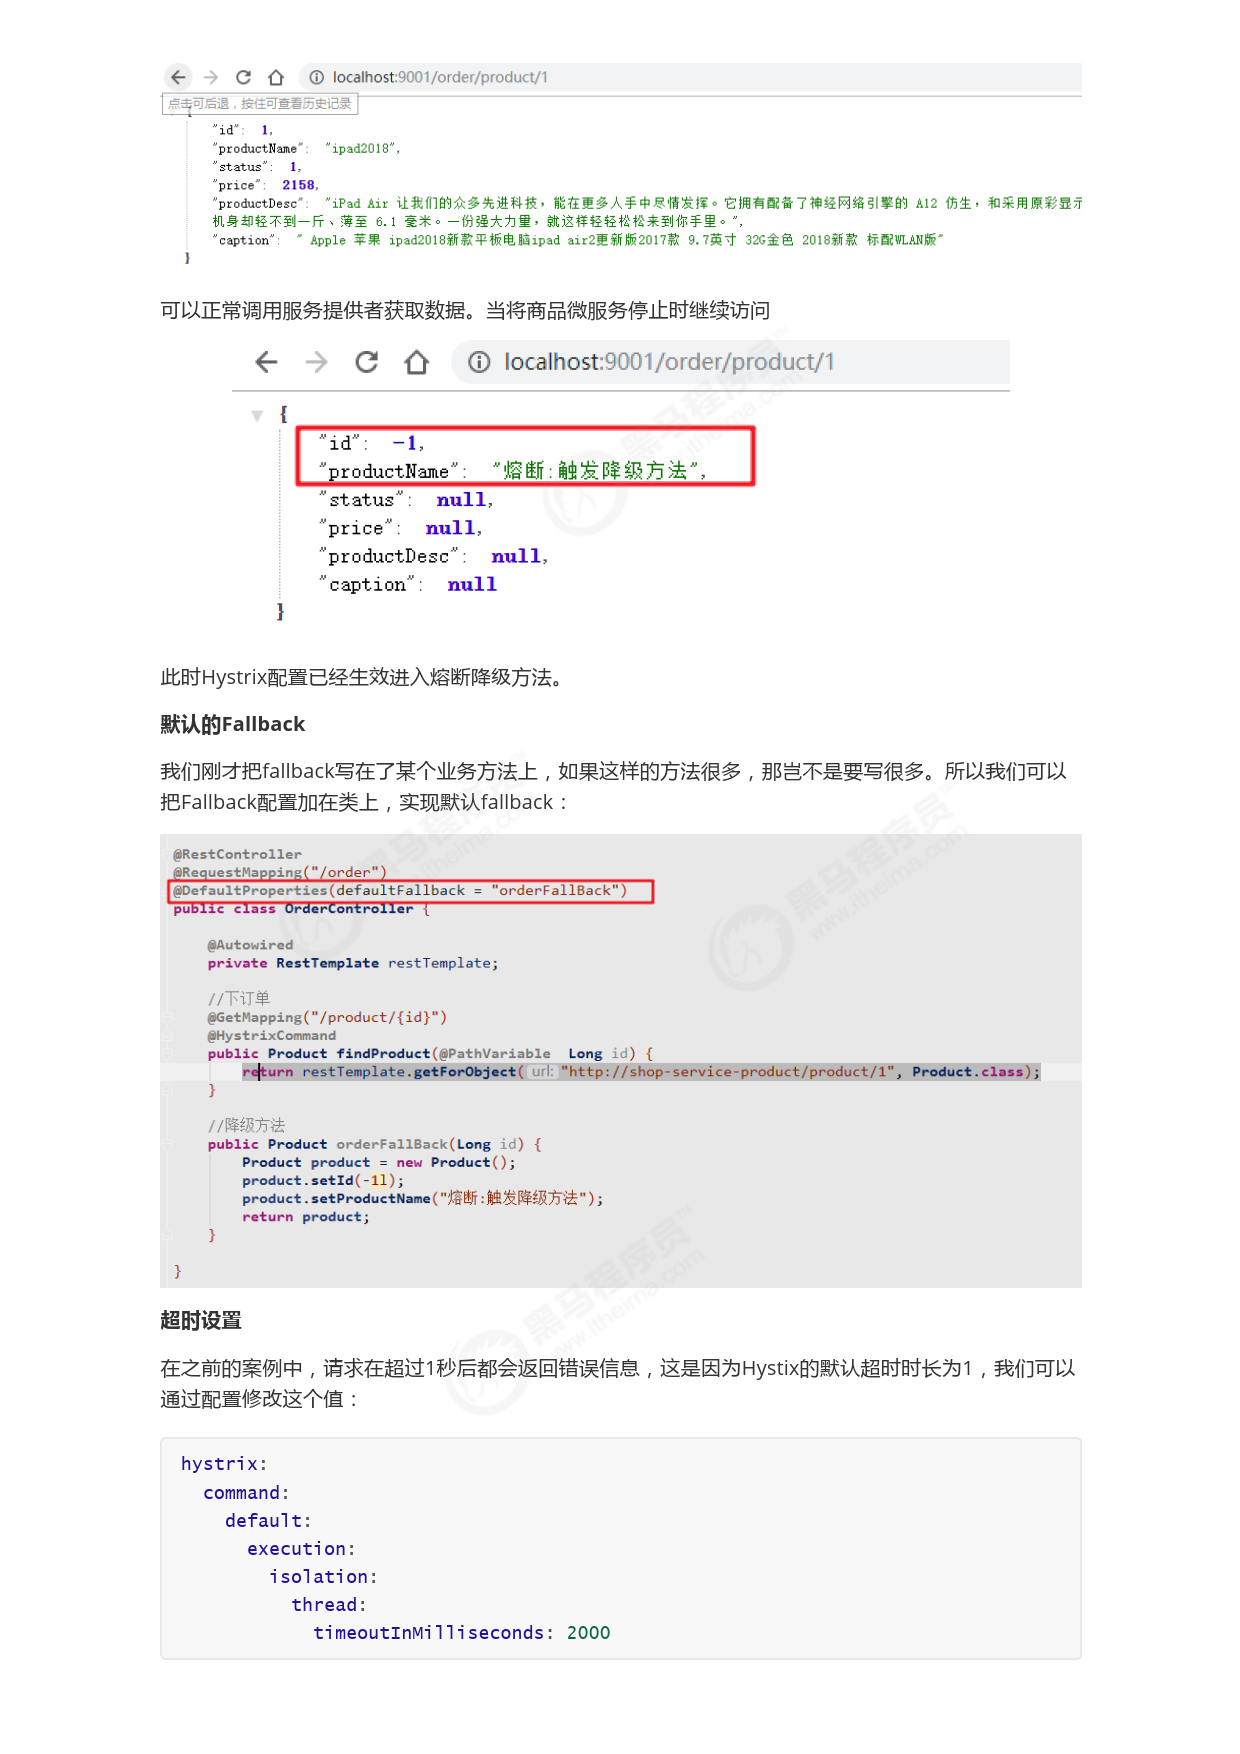 localhost:9001/order/product/1
点击可后退，按住可查看历史记录
{
"id": 1,
"productName": "ipad2018",
"status": 1,
"price": 2158,
"productDesc": "iPad Air 让我们的众多先进科技，能在更多人手中尽情发挥。它拥有配备了神经网络引擎的 A12 仿生，和采用原彩显示
机身却轻不到一斤、薄至 6.1 毫米。一份强大力量，就这样轻轻松松来到你手里。",
"caption": " Apple 苹果 ipad2018新款平板电脑ipad air2更新版2017款 9.7英寸 32G金色 2018新款 标配WLAN版"
}
可以正常调用服务提供者获取数据。当将商品微服务停止时继续访问
localhost:9001/order/product/1
{
"id": -1,
"productName": "熔断:触发降级方法",
"status": null,
"price": null,
"productDesc": null,
"caption": null
}
此时Hystrix配置已经生效进入熔断降级方法。
默认的Fallback
我们刚才把fallback写在了某个业务方法上，如果这样的方法很多，那岂不是要写很多。所以我们可以
把Fallback配置加在类上，实现默认fallback：
@RestController
@RequestMapping("/order")
@DefaultProperties(defaultFallback = "orderFallBack")
public class OrderController {
@Autowired
private RestTemplate restTemplate;
//下订单
@GetMapping("/product/{id}")
@HystrixCommand
public Product findProduct(@PathVariable Long id) {
return restTemplate.getForObject( url: "http://shop-service-product/product/1", Product.class);
}
//降级方法
public Product orderFallBack(Long id) {
Product product = new Product();
product.setId(-1l);
product.setProductName("熔断:触发降级方法");
return product;
}
}
超时设置
在之前的案例中，请求在超过1秒后都会返回错误信息，这是因为Hystix的默认超时时长为1，我们可以
通过配置修改这个值：
hystrix:
command:
default:
execution:
isolation:
thread:
timeoutInMilliseconds: 2000
黑马程序员
www.itheima.com